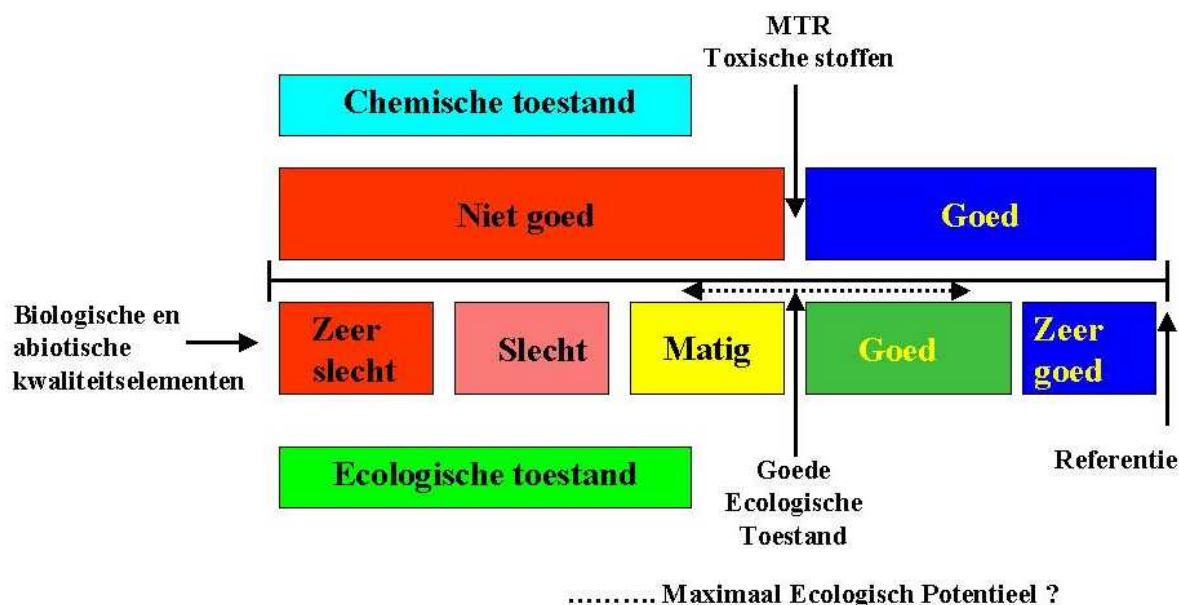 MTR
Toxische stoffen
Chemische toestand
Niet goed
Goed
Biologische en
abiotische
kwaliteitselementen
Zeer
slecht
Slecht
Matig
Goed
Zeer
goed
Ecologische toestand
Goede
Ecologische
Toestand
Referentie
.......... Maximaal Ecologisch Potentieel ?